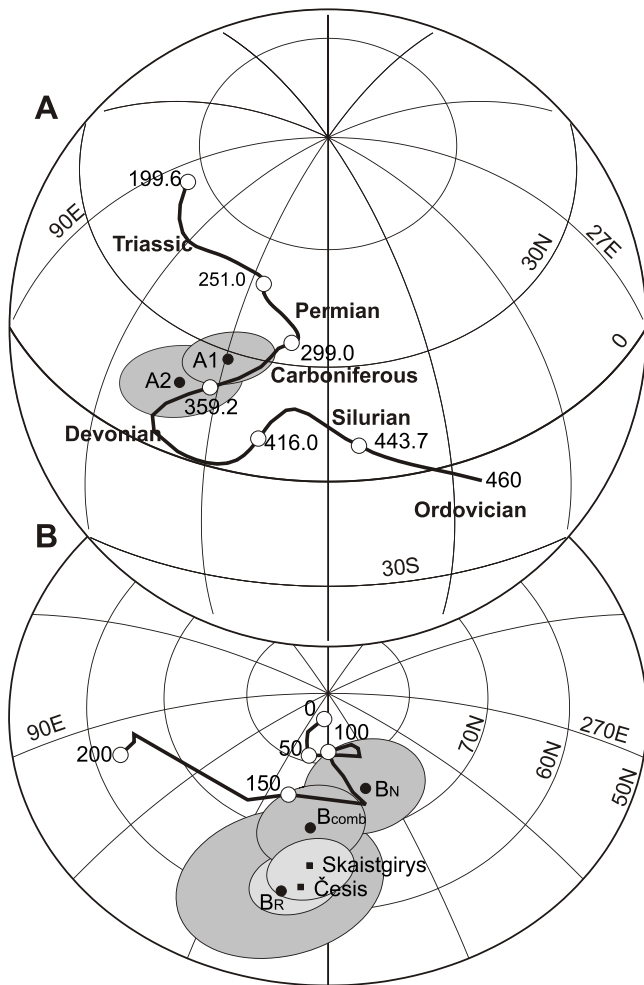 A
199.6
90E
Triassic
27E
30N
251.0
Permian
0
299.0
A1
A2
Carboniferous
359.2
Silurian
Devonian
416.0
443.7
460
Ordovician
B
30S
0
100
90E
270E
70N
200
50
60N
50N
150
BN
Bcomb
Skaistgirys
Česis
BR